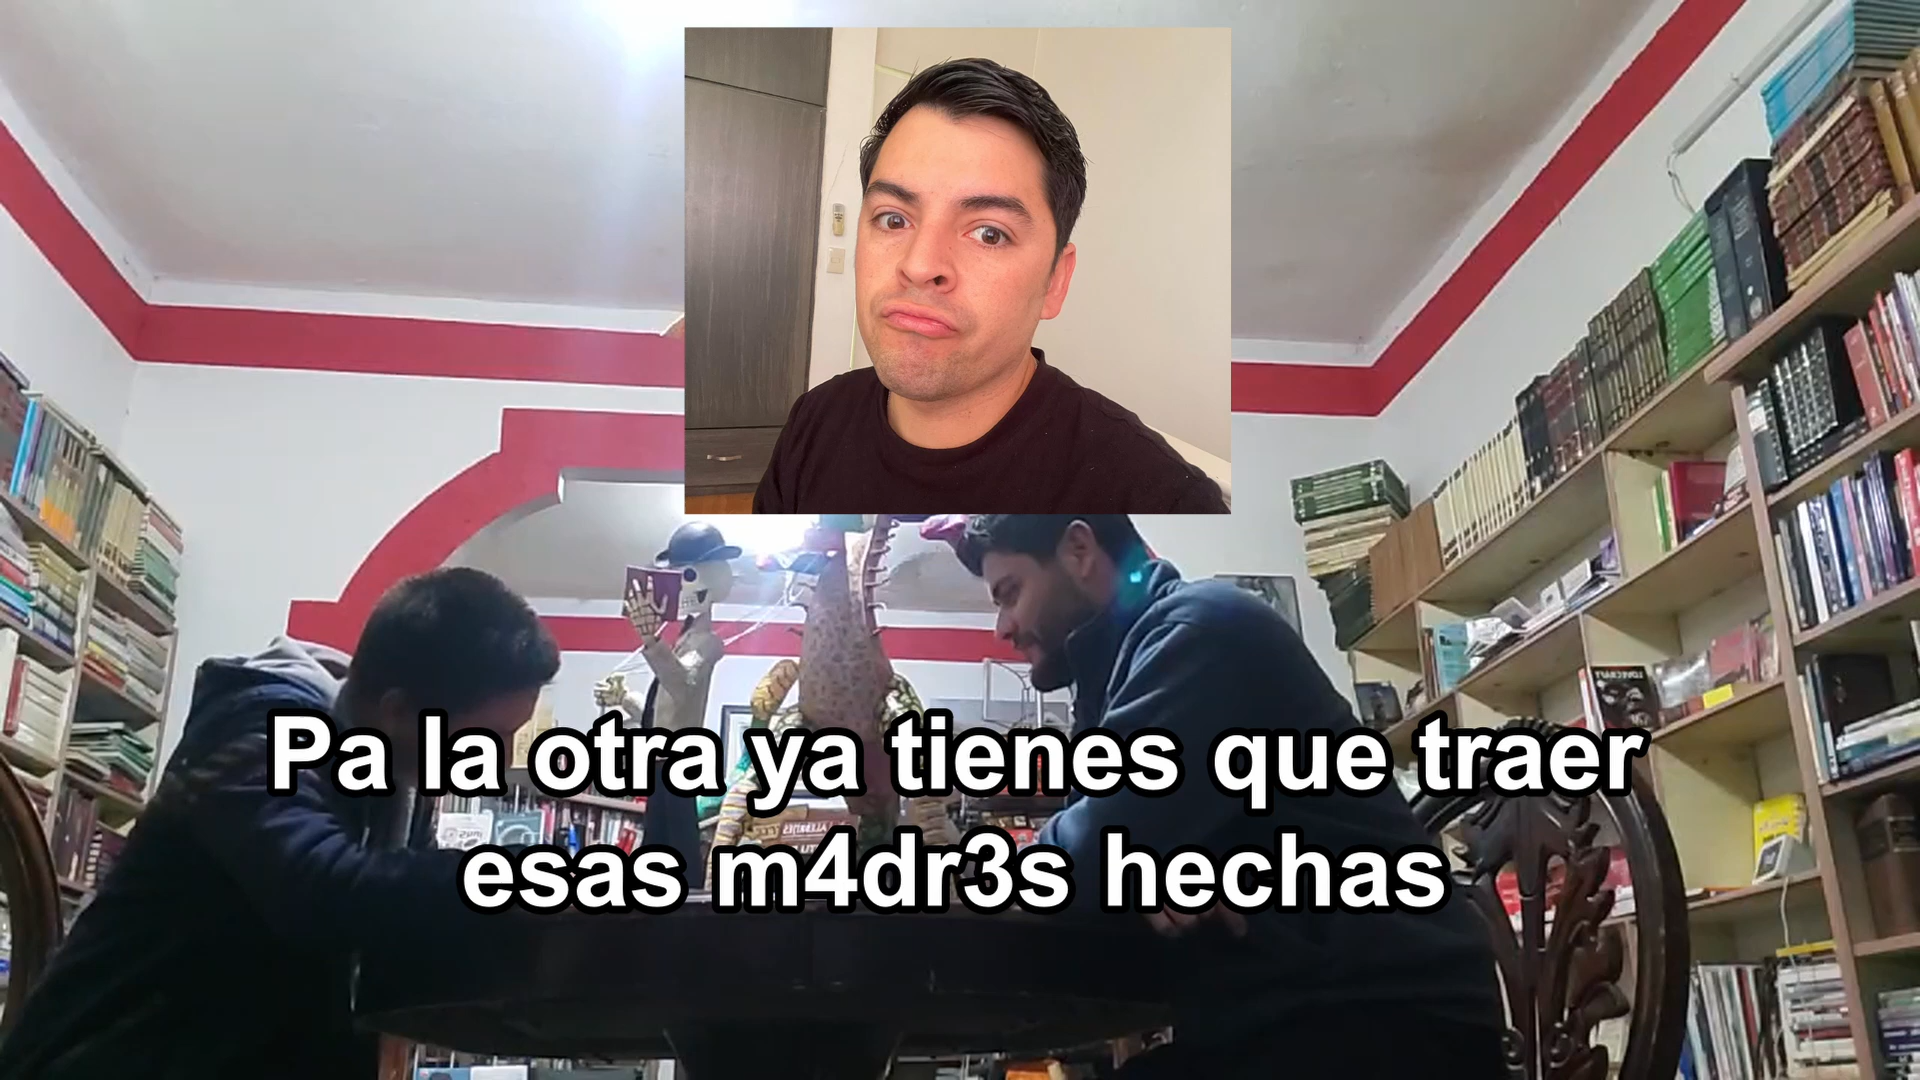 Pa la otra ya tienes que traer
esas m4dr3s hechas